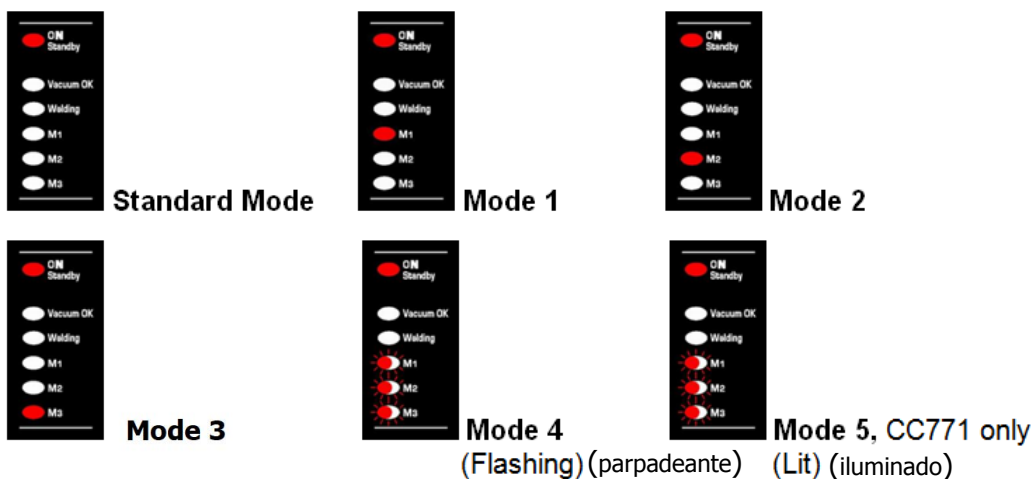 ON
Standby
Vacuum OK
Welding
M1
M2
M3
Standard Mode
ON
Standby
Vacuum OK
Welding
M1
M2
M3
Mode 1
ON
Standby
Vacuum OK
Welding
M1
M2
M3
Mode 2
ON
Standby
Vacuum OK
Welding
M1
M2
M3
Mode 3
ON
Standby
Vacuum OK
Welding
M1
M2
M3
Mode 4
(Flashing) (parpadeante)
ON
Standby
Vacuum OK
Welding
M1
M2
M3
Mode 5, CC771 only
(Lit) (iluminado)